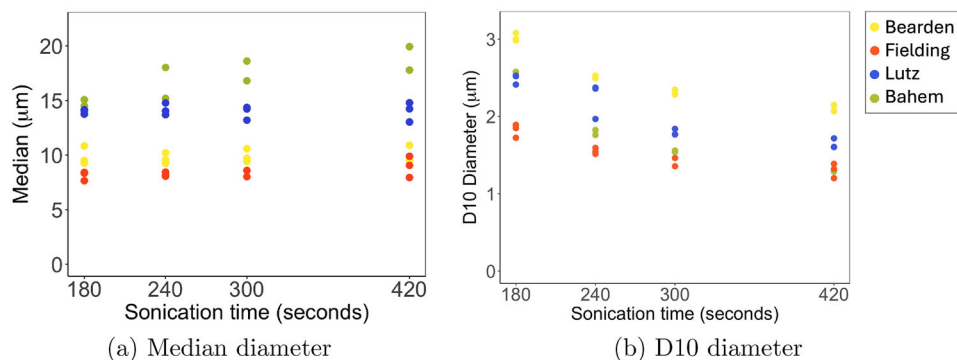 20
15
10
5
0
Median (μm)
180 240 300 420
Sonication time (seconds)
(a) Median diameter
3
2
1
0
D10 Diameter (μm)
180 240 300 420
Sonication time (seconds)
(b) D10 diameter
Bearden
Fielding
Lutz
Bahem